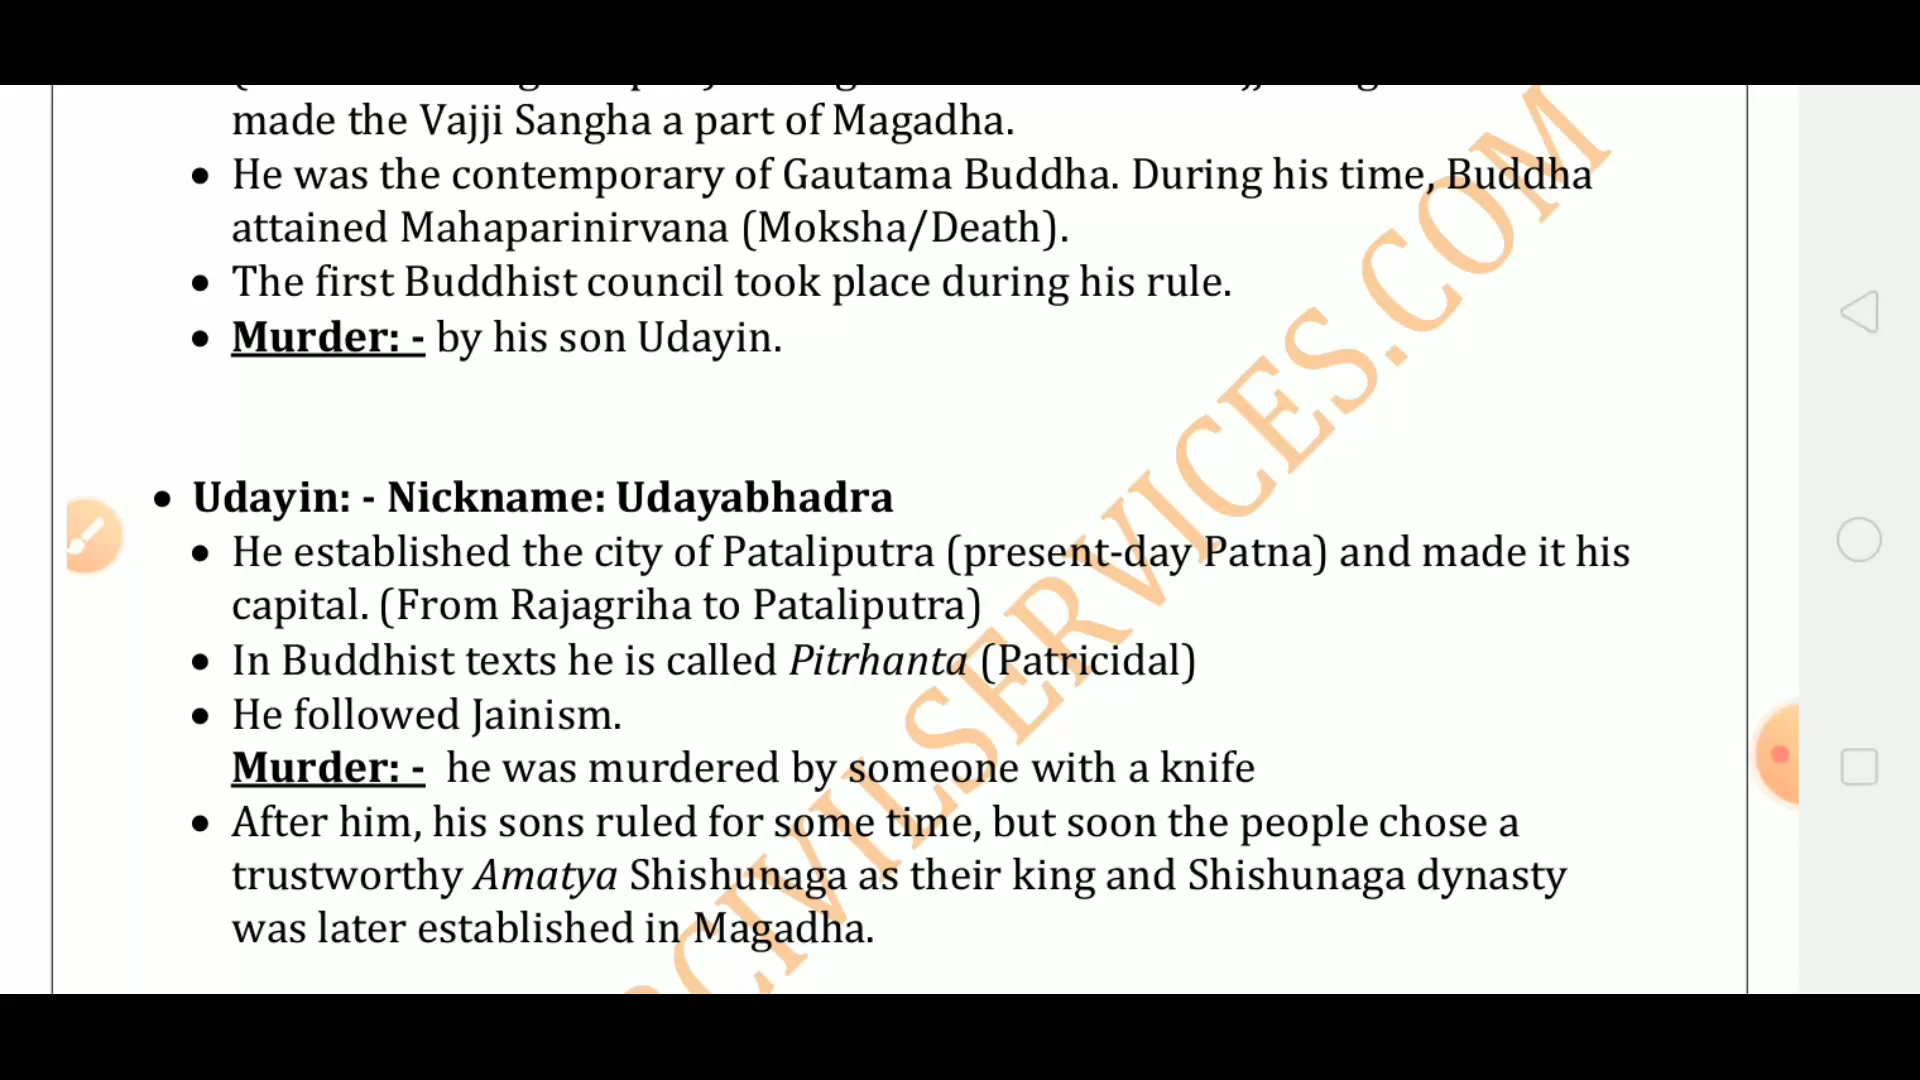 made the Vajji Sangha a part of Magadha.
• He was the contemporary of Gautama Buddha. During his time, Buddha
attained Mahaparinirvana (Moksha/Death).
• The first Buddhist council took place during his rule.
• Murder: - by his son Udayin.
• Udayin: - Nickname: Udayabhadra
• He established the city of Pataliputra (present-day Patna) and made it his
capital. (From Rajagriha to Pataliputra)
• In Buddhist texts he is called Pitrhanta (Patricidal)
• He followed Jainism.
Murder: - he was murdered by someone with a knife
• After him, his sons ruled for some time, but soon the people chose a
trustworthy Amatya Shishunaga as their king and Shishunaga dynasty
was later established in Magadha.
CIVILSERVICES.COM